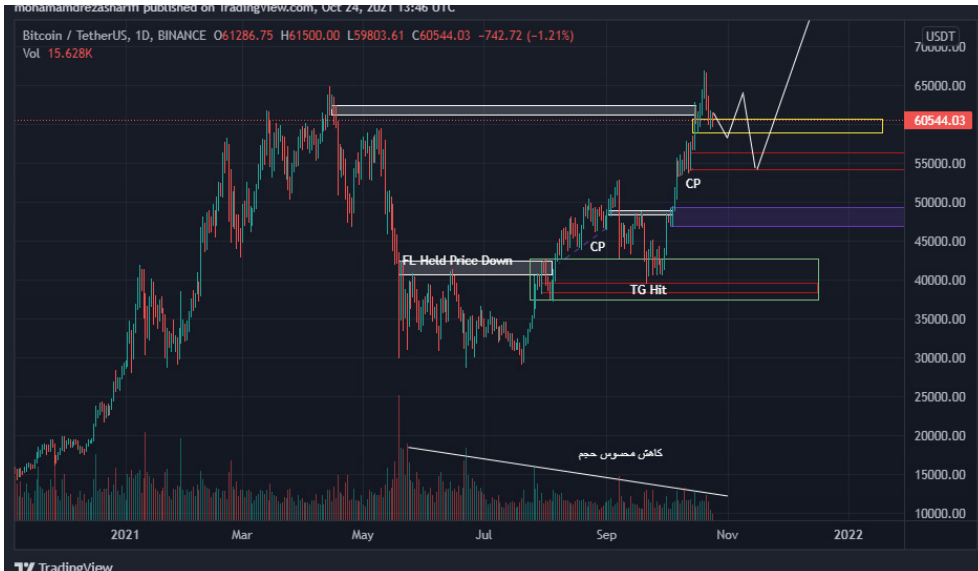 mohamamdrezasharifi published on TradingView.com, Oct 24, 2021 13:46 UTC
Bitcoin / TetherUS, 1D, BINANCE O61286.75 H61500.00 L59803.61 C60544.03 −742.72 (−1.21%)
Vol 15.628K
USDT
70000.00
65000.00
60544.03
55000.00
50000.00
45000.00
40000.00
35000.00
30000.00
25000.00
20000.00
15000.00
10000.00
CP
CP
FL Held Price Down
TG Hit
کاهش محسوس حجم
2021
Mar
May
Jul
Sep
Nov
2022
TradingView